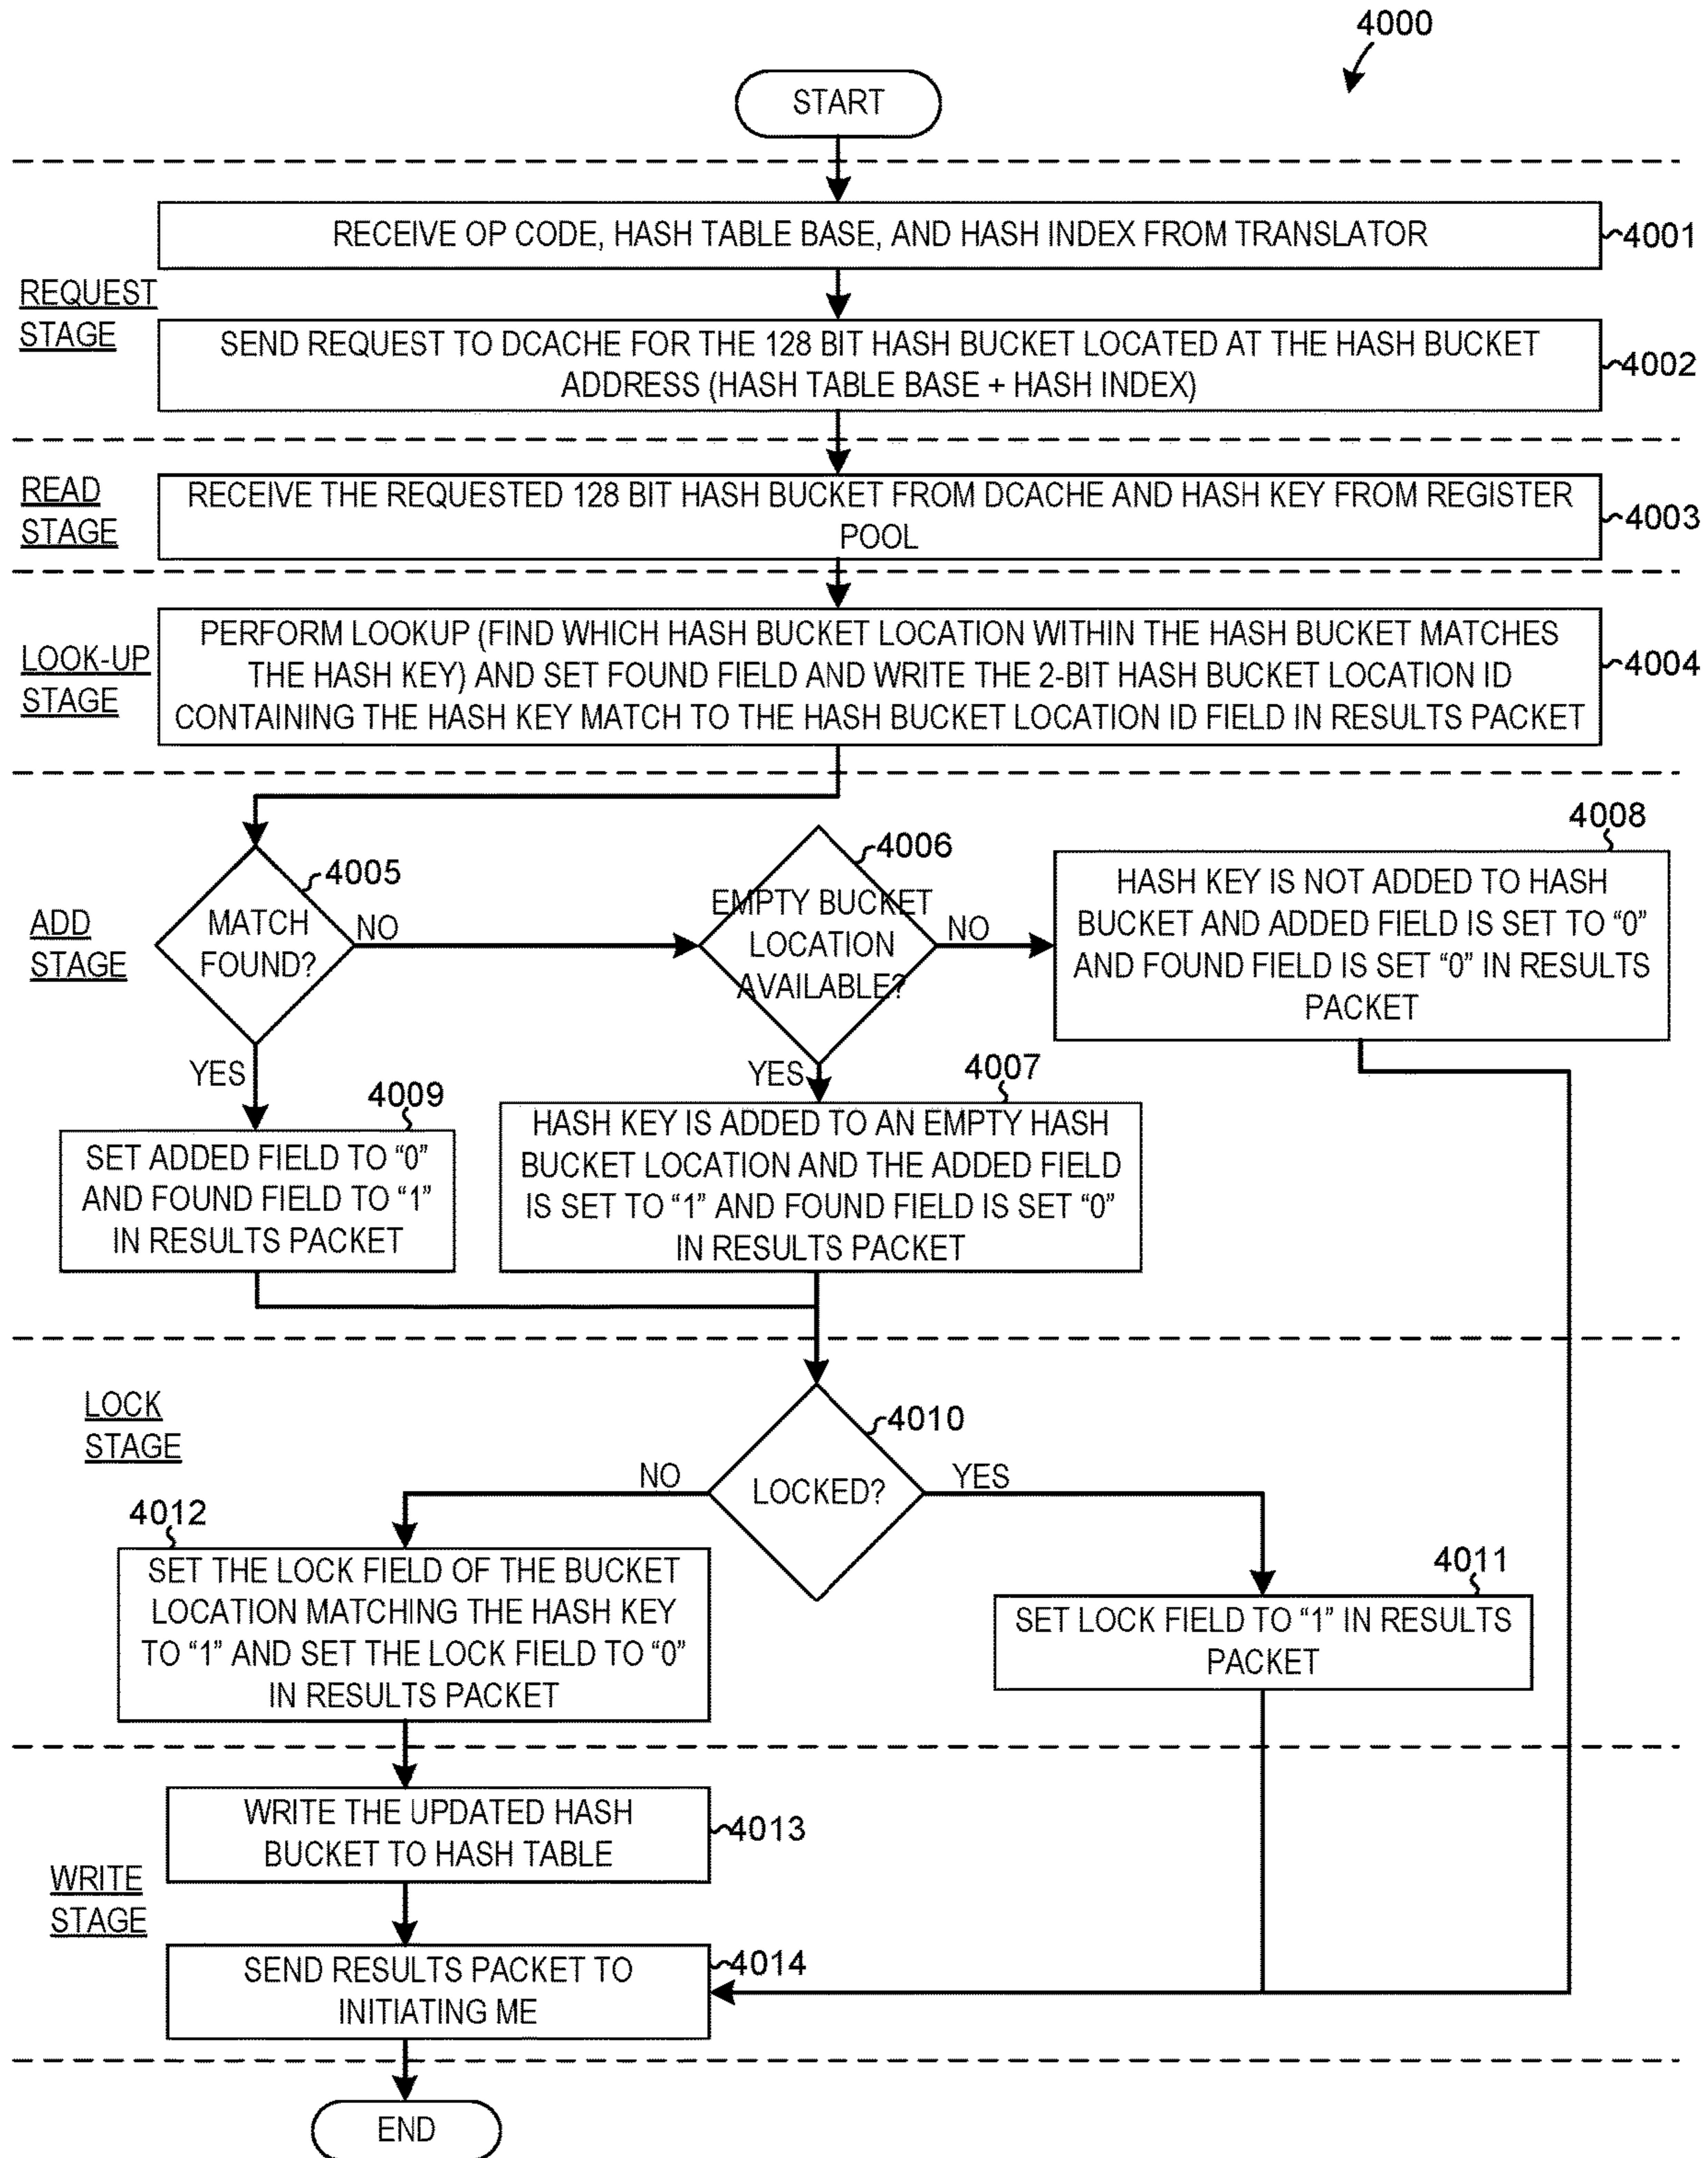 4000
START
RECEIVE OP CODE, HASH TABLE BASE, AND HASH INDEX FROM TRANSLATOR
4001
REQUEST
STAGE
SEND REQUEST TO DCACHE FOR THE 128 BIT HASH BUCKET LOCATED AT THE HASH BUCKET
ADDRESS (HASH TABLE BASE + HASH INDEX)
4002
READ
STAGE
RECEIVE THE REQUESTED 128 BIT HASH BUCKET FROM DCACHE AND HASH KEY FROM REGISTER
POOL
4003
LOOK-UP
STAGE
PERFORM LOOKUP (FIND WHICH HASH BUCKET LOCATION WITHIN THE HASH BUCKET MATCHES
THE HASH KEY) AND SET FOUND FIELD AND WRITE THE 2-BIT HASH BUCKET LOCATION ID
CONTAINING THE HASH KEY MATCH TO THE HASH BUCKET LOCATION ID FIELD IN RESULTS PACKET
4004
ADD
STAGE
4005
MATCH
FOUND?
NO
YES
4006
EMPTY BUCKET
LOCATION
AVAILABLE?
NO
YES
4008
HASH KEY IS NOT ADDED TO HASH
BUCKET AND ADDED FIELD IS SET TO “0”
AND FOUND FIELD IS SET “0” IN RESULTS
PACKET
4009
SET ADDED FIELD TO “0”
AND FOUND FIELD TO “1”
IN RESULTS PACKET
4007
HASH KEY IS ADDED TO AN EMPTY HASH
BUCKET LOCATION AND THE ADDED FIELD
IS SET TO “1” AND FOUND FIELD IS SET “0”
IN RESULTS PACKET
LOCK
STAGE
4010
LOCKED?
NO
YES
4012
SET THE LOCK FIELD OF THE BUCKET
LOCATION MATCHING THE HASH KEY
TO “1” AND SET THE LOCK FIELD TO “0”
IN RESULTS PACKET
4011
SET LOCK FIELD TO “1” IN RESULTS
PACKET
WRITE
STAGE
WRITE THE UPDATED HASH
BUCKET TO HASH TABLE
4013
SEND RESULTS PACKET TO
INITIATING ME
4014
END